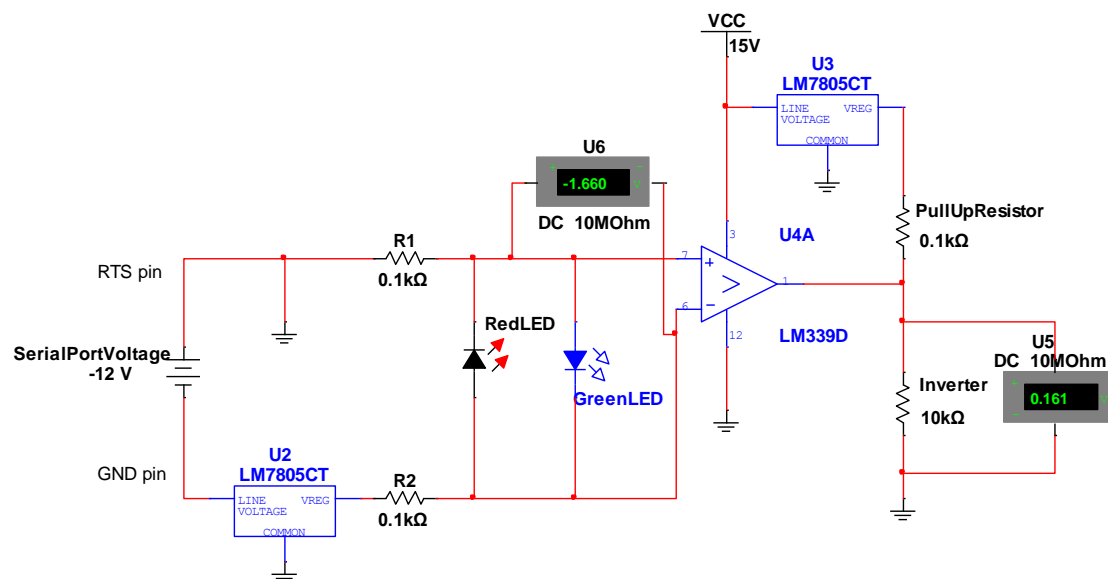 VCC
15V
U3
LM7805CT
LINE VREG
VOLTAGE
COMMON
U6
-1.660
DC 10MOhm
PullUpResistor
0.1kΩ
3
U4A
R1
0.1kΩ
7
1
6
12
LM339D
RTS pin
RedLED
GreenLED
SerialPortVoltage
-12 V
U5
DC 10MOhm
0.161
Inverter
10kΩ
GND pin
U2
LM7805CT
LINE VREG
VOLTAGE
COMMON
R2
0.1kΩ